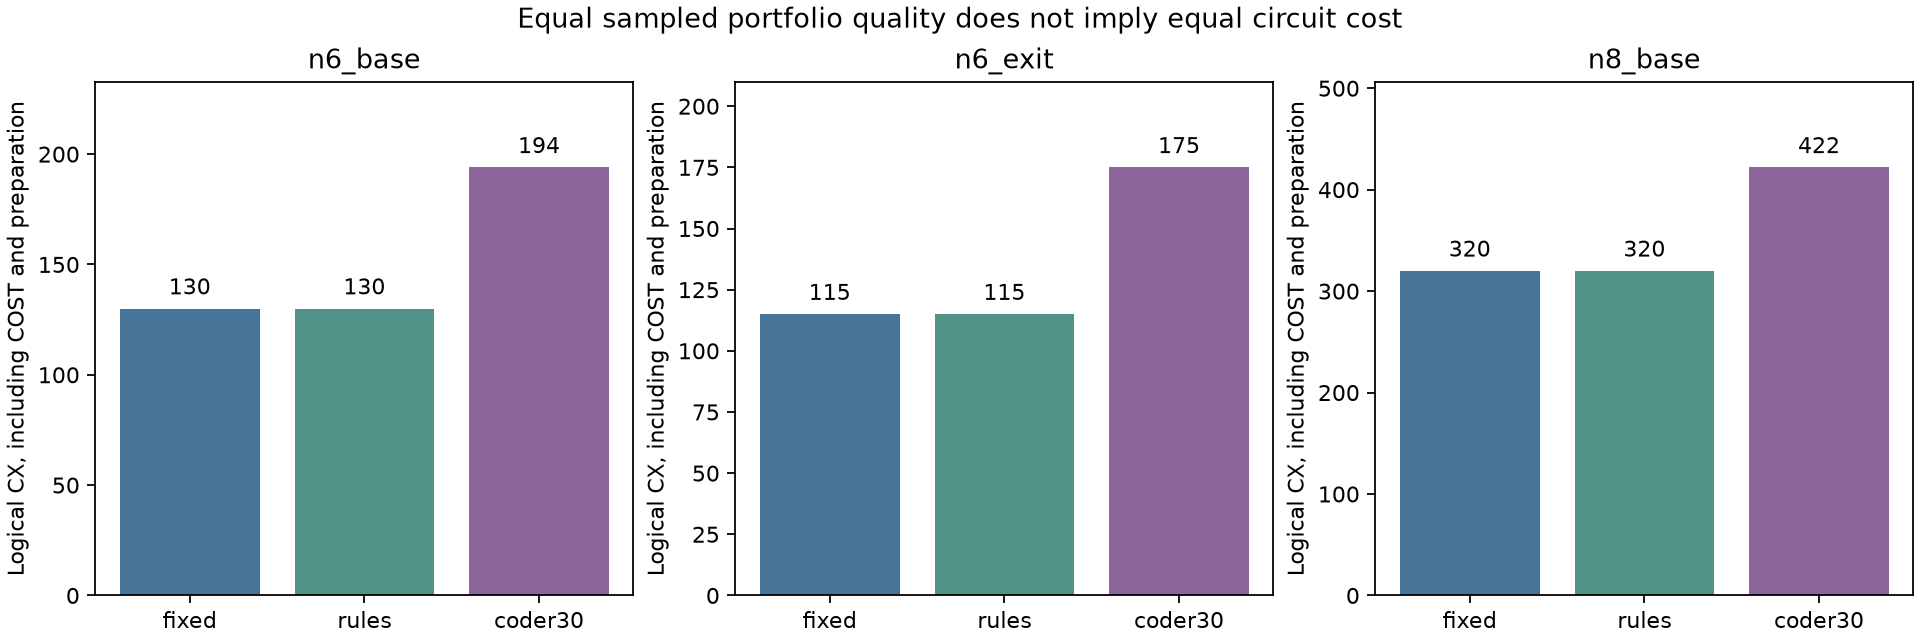 Equal sampled portfolio quality does not imply equal circuit cost
n6_base
Logical CX, including COST and preparation
200
150
100
50
0
130
130
194
fixed
rules
coder30
n6_exit
Logical CX, including COST and preparation
200
175
150
125
100
75
50
25
0
115
115
175
fixed
rules
coder30
n8_base
Logical CX, including COST and preparation
500
400
300
200
100
0
320
320
422
fixed
rules
coder30